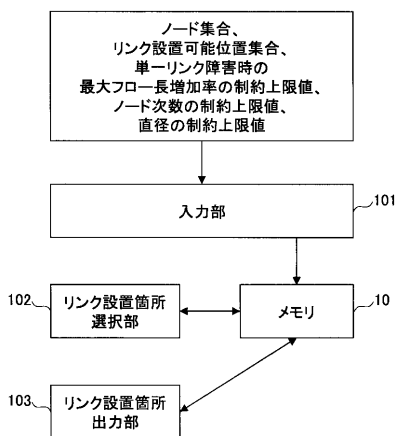 ノード集合、
リンク設置可能位置集合、
単一リンク障害時の
最大フロー長増加率の制約上限値、
ノード次数の制約上限値、
直径の制約上限値
入力部
101
102
リンク設置箇所
選択部
メモリ
10
103
リンク設置箇所
出力部